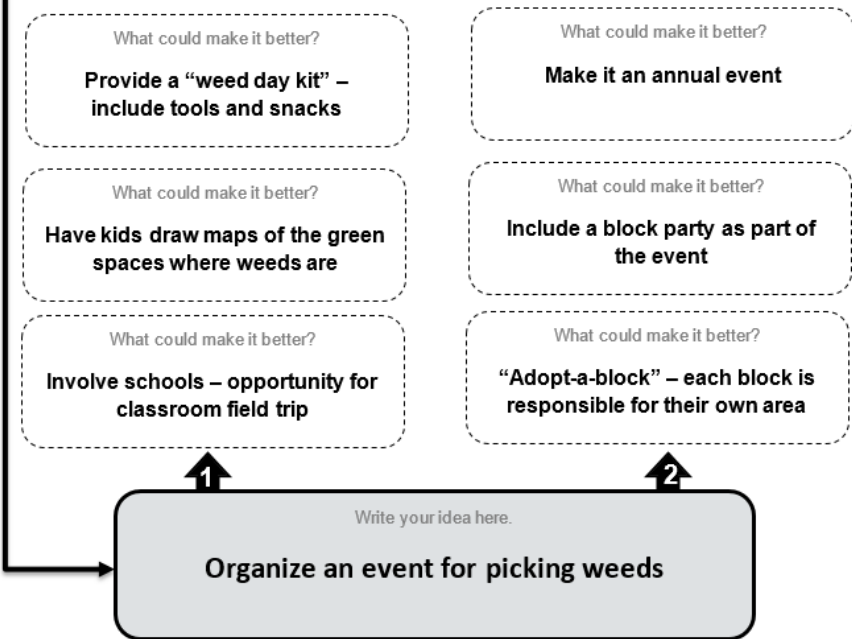 What could make it better?
Provide a “weed day kit” –
include tools and snacks
What could make it better?
Have kids draw maps of the green
spaces where weeds are
What could make it better?
Involve schools – opportunity for
classroom field trip
1
What could make it better?
Make it an annual event
What could make it better?
Include a block party as part of
the event
What could make it better?
“Adopt-a-block” – each block is
responsible for their own area
2
Write your idea here.
Organize an event for picking weeds